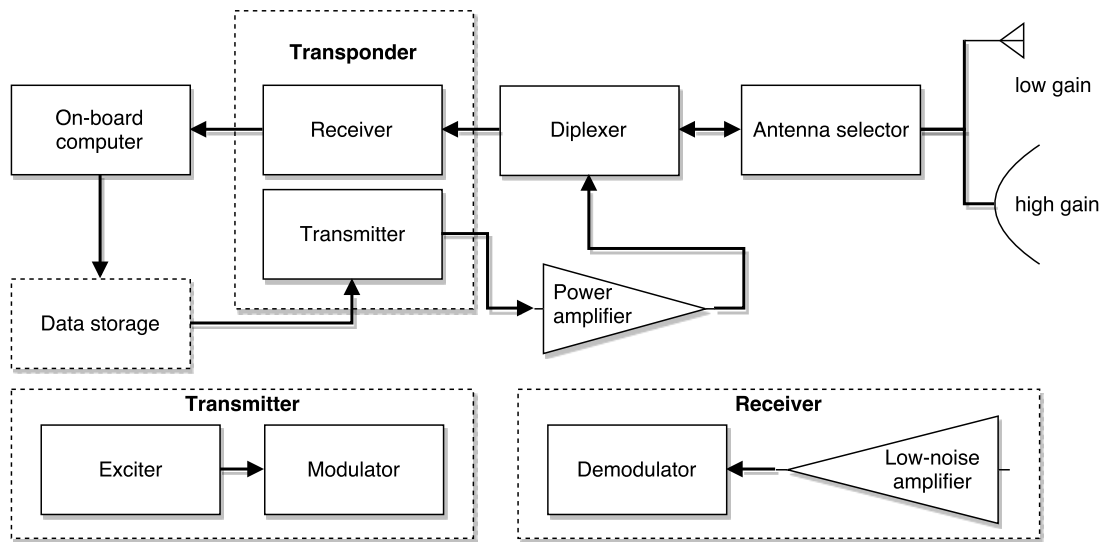 Transponder
low gain
On-board
computer
Receiver
Diplexer
Antenna selector
high gain
Transmitter
Power
amplifier
Data storage
Transmitter
Exciter
Modulator
Receiver
Demodulator
Low-noise
amplifier